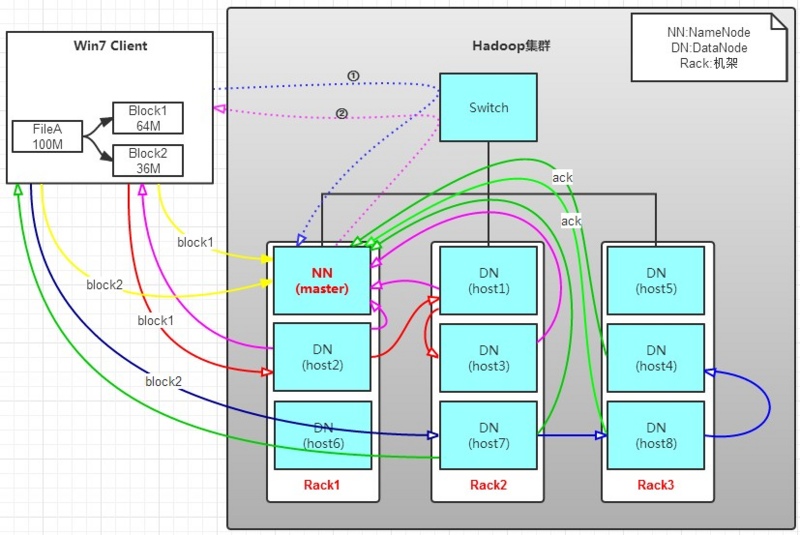 Win7 Client
FileA
100M
Block1
64M
Block2
36M
Hadoop集群
NN:NameNode
DN:DataNode
Rack:机架
①
②
Switch
ack
ack
block1
block2
block1
block2
NN
(master)
DN
(host2)
DN
(host6)
Rack1
DN
(host1)
DN
(host3)
DN
(host7)
Rack2
DN
(host5)
DN
(host4)
DN
(host8)
Rack3